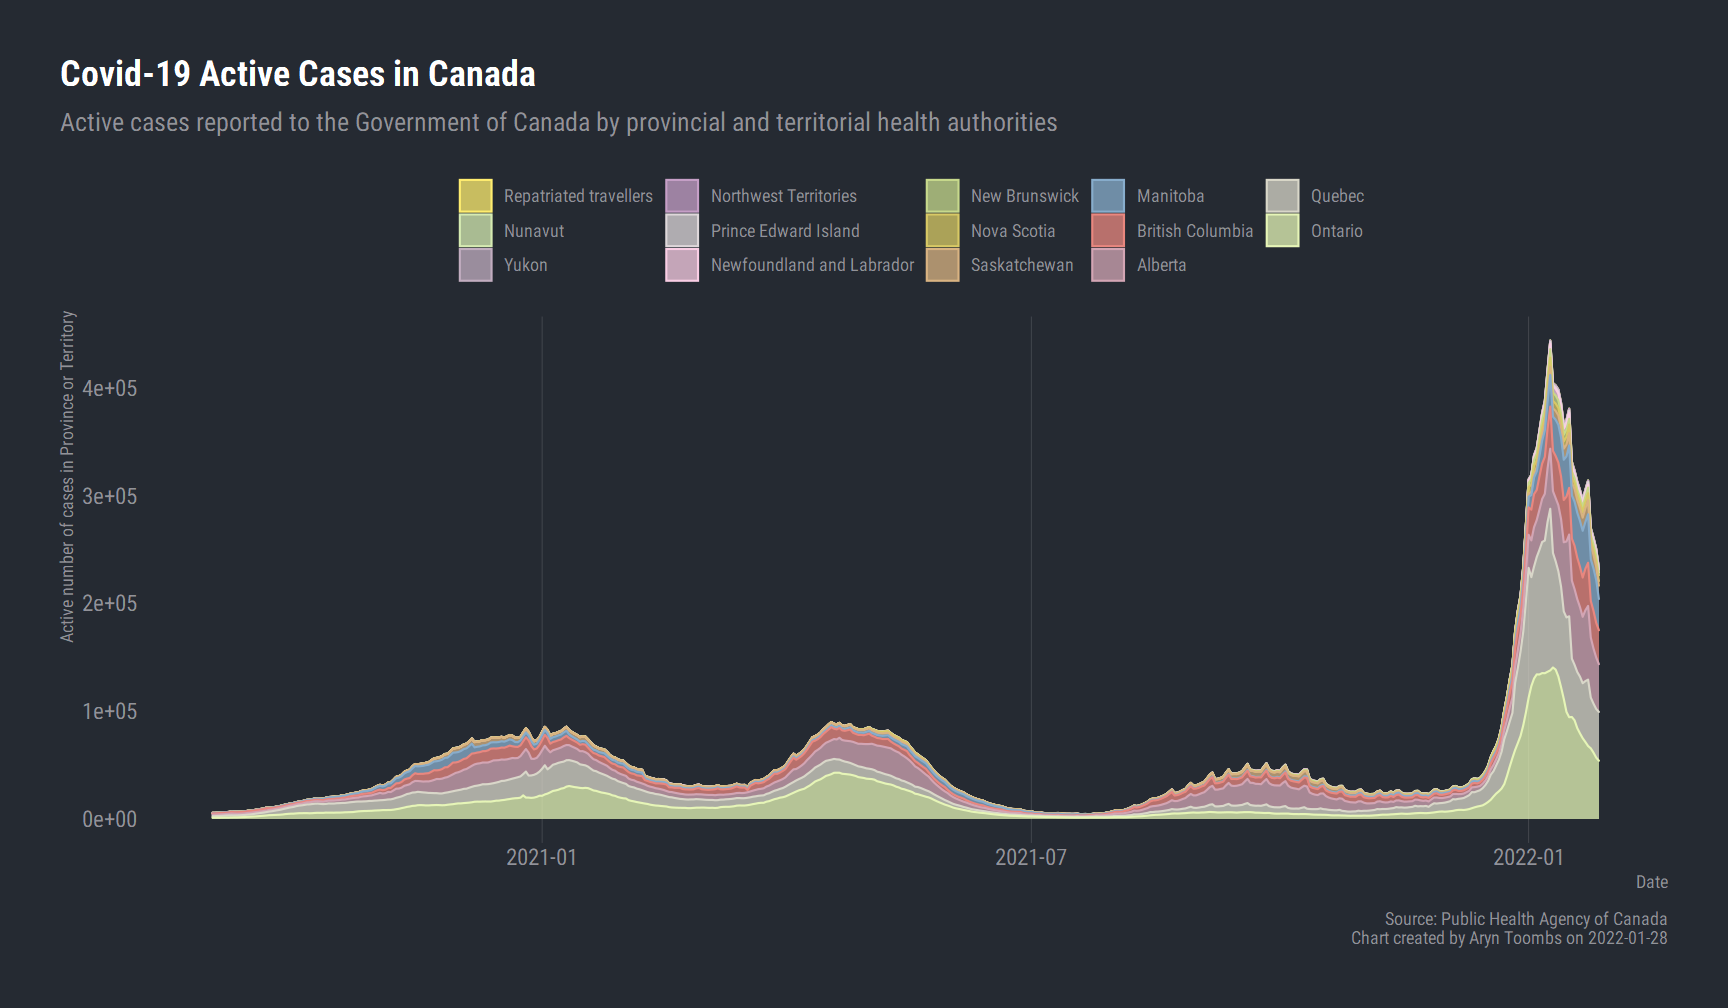 Covid-19 Active Cases in Canada
Active cases reported to the Government of Canada by provincial and territorial health authorities
Repatriated travellers Northwest Territories New Brunswick Manitoba Quebec
Nunavut Prince Edward Island Nova Scotia British Columbia Ontario
Yukon Newfoundland and Labrador Saskatchewan Alberta
Active number of cases in Province or Territory
4e+05
3e+05
2e+05
1e+05
0e+00
2021-01 2021-07 2022-01
Date
Source: Public Health Agency of Canada
Chart created by Aryn Toombs on 2022-01-28